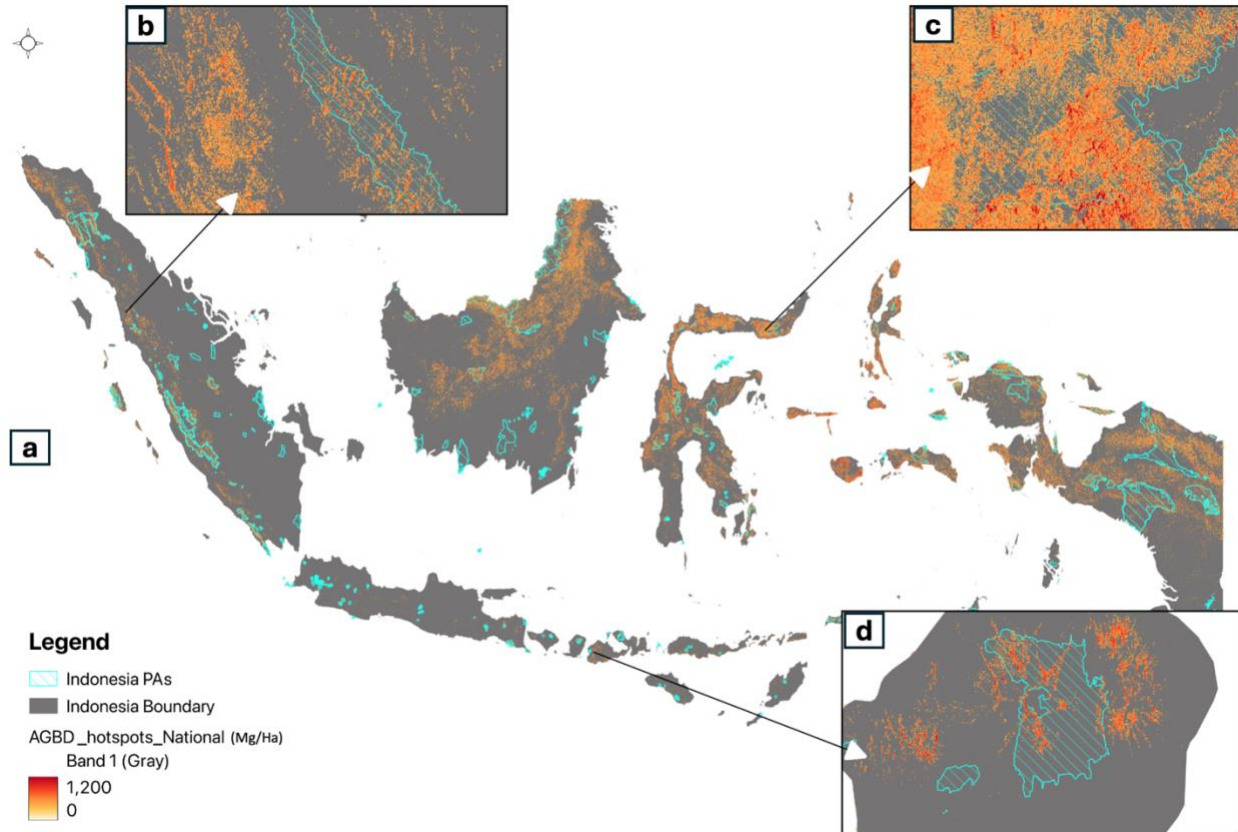 b
c
a
d
Legend
Indonesia PAs
Indonesia Boundary
AGBD_hotspots_National (Mg/Ha)
Band 1 (Gray)
1,200
0